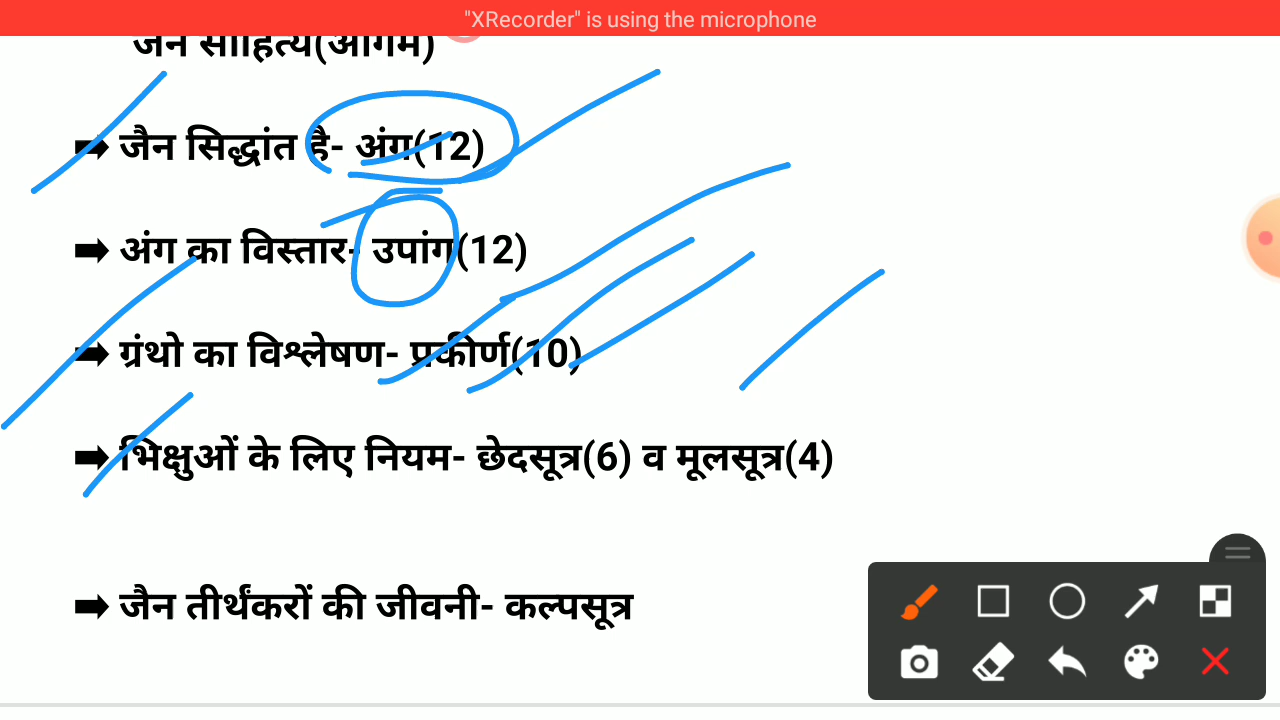 "XRecorder" is using the microphone
जैन साहित्य(आगम)
➡ जैन सिद्धांत है- अंग(12)
➡ अंग का विस्तार- उपांग(12)
➡ ग्रंथो का विश्लेषण- प्रकीर्ण(10)
➡ भिक्षुओं के लिए नियम- छेदसूत्र(6) व मूलसूत्र(4)
➡ जैन तीर्थंकरों की जीवनी- कल्पसूत्र